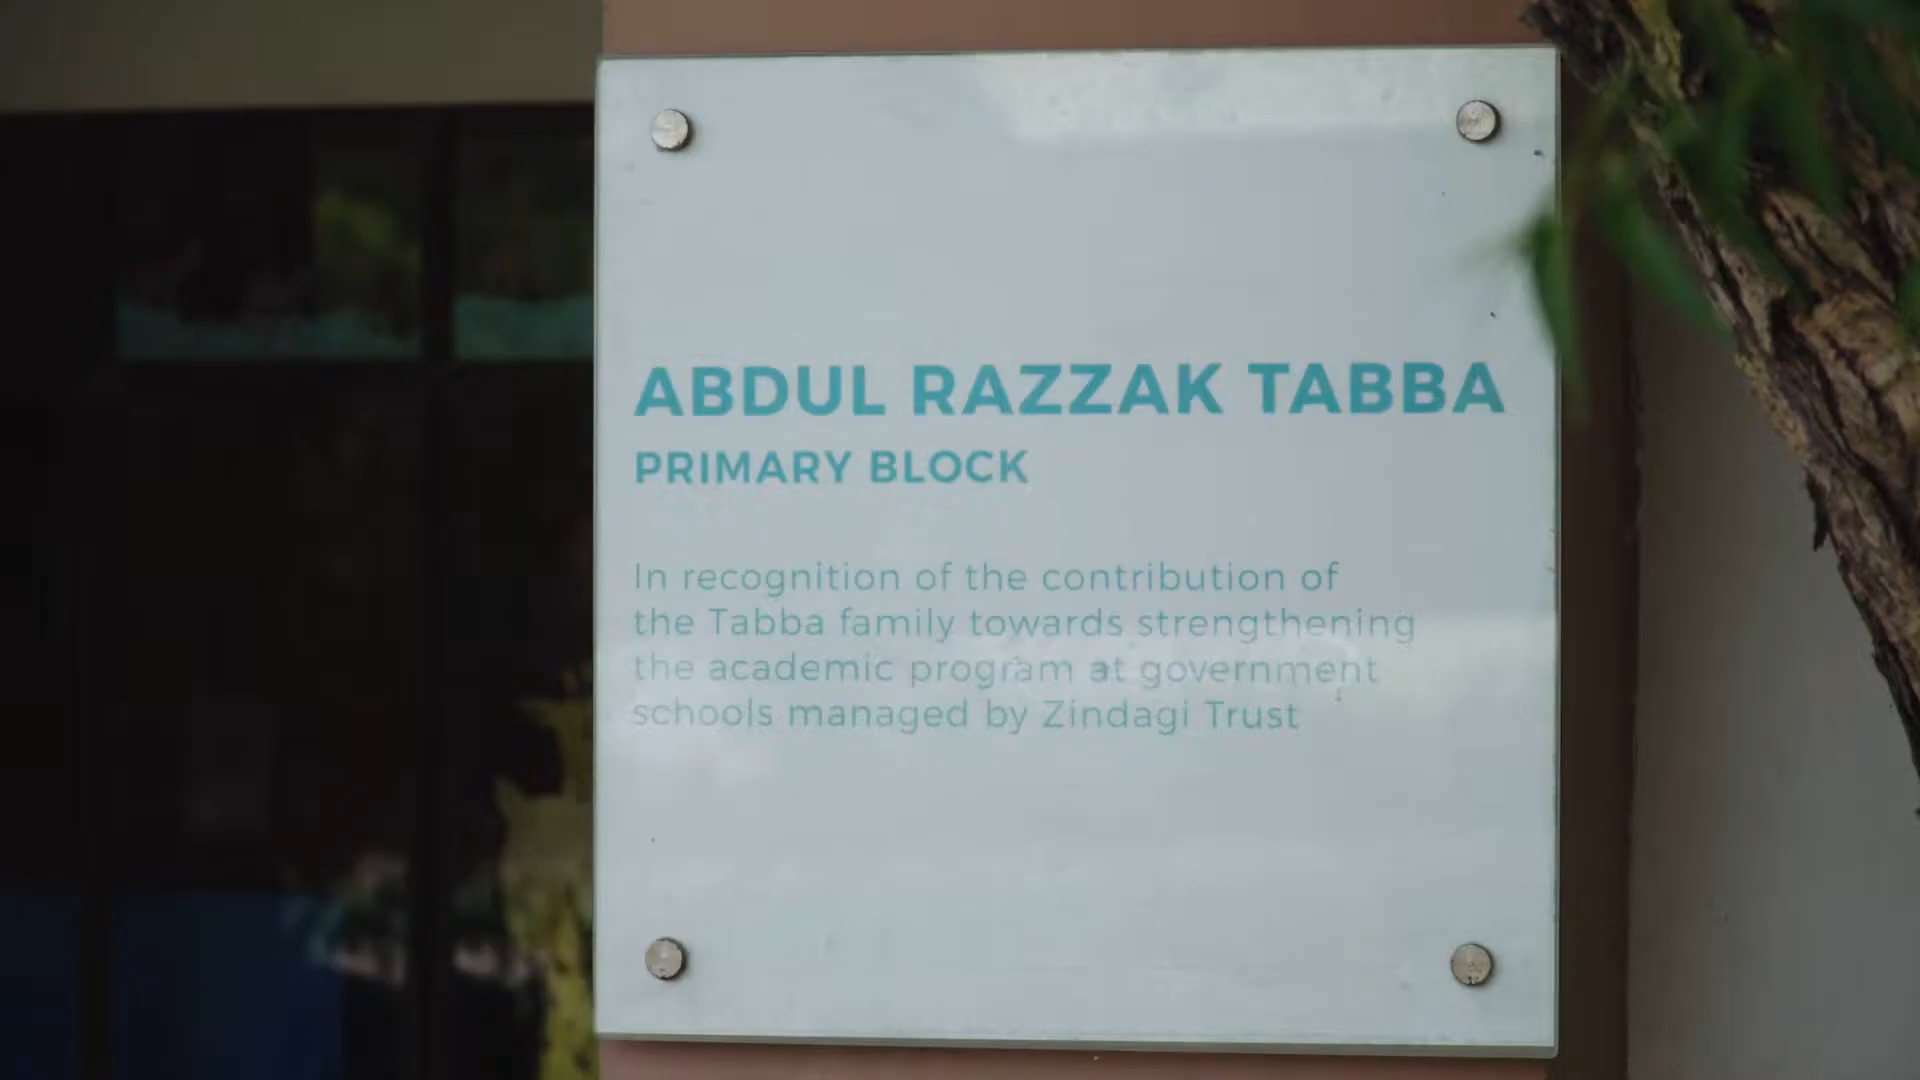 ABDUL RAZZAK TABBA
PRIMARY BLOCK
In recognition of the contribution of
the Tabba family towards strengthening
the academic program at government
schools managed by Zindagi Trust